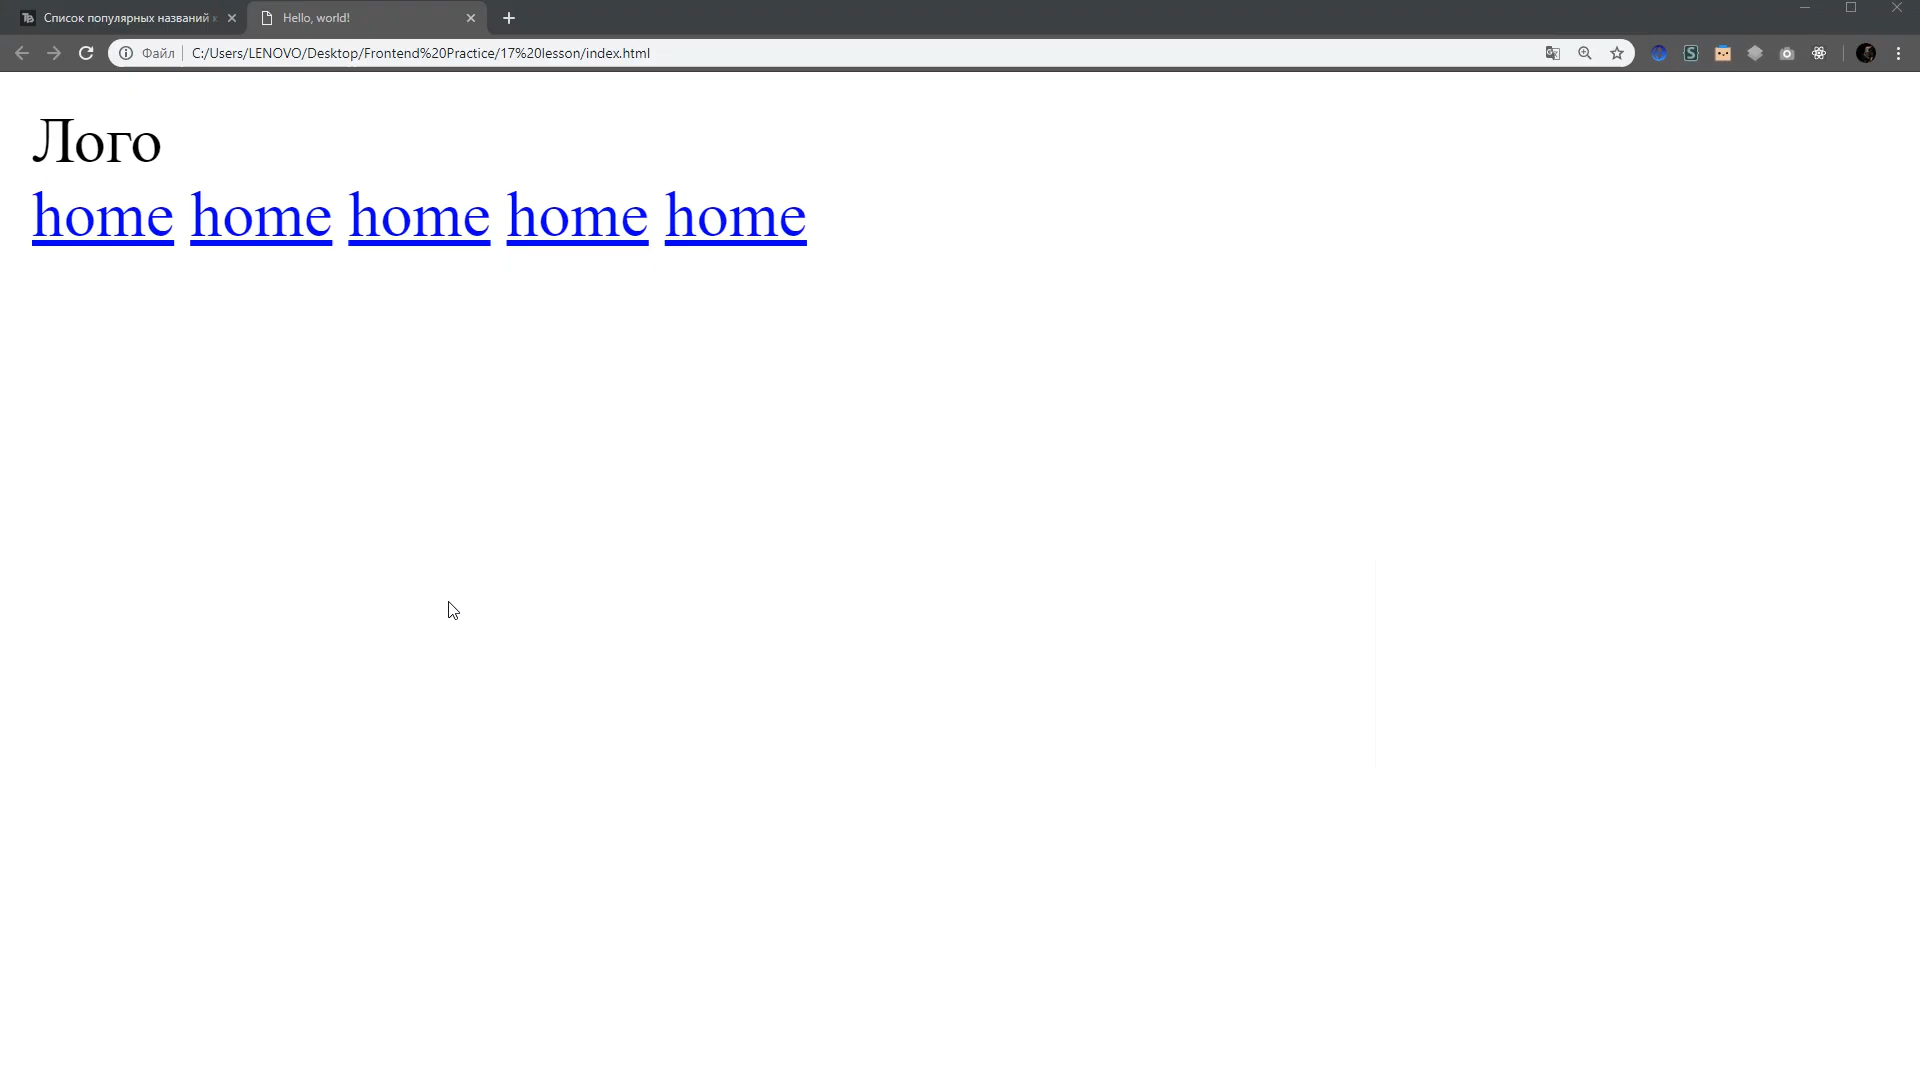 Список популярных названий
Hello, world!
Файл
C:/Users/LENOVO/Desktop/Frontend%20Practice/17%20lesson/index.html
Лого
home home home home home